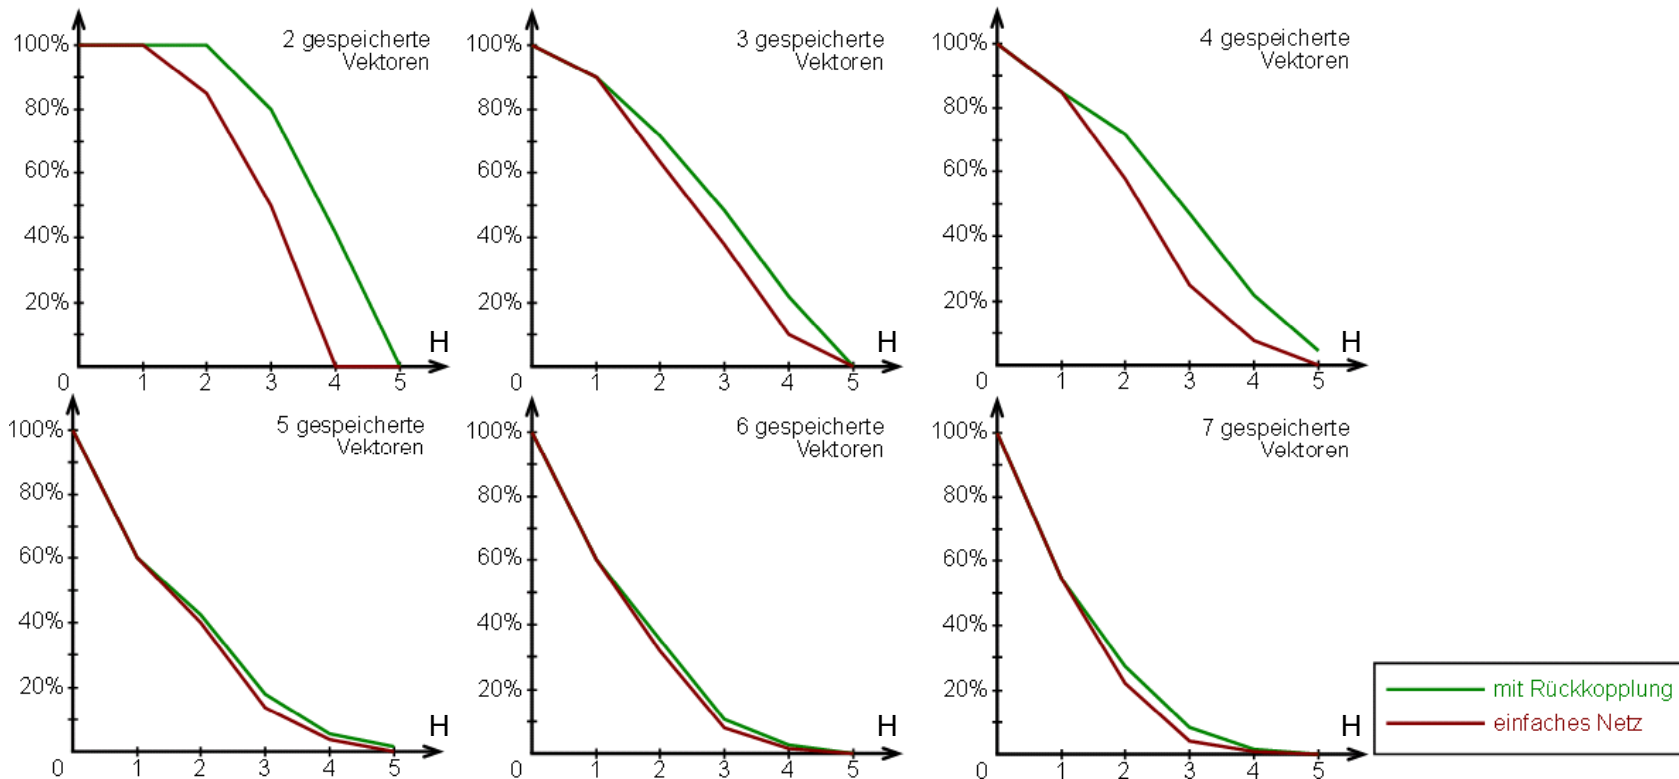 2 gespeicherte
Vektoren
100%
80%
60%
40%
20%
H
0 1 2 3 4 5
3 gespeicherte
Vektoren
100%
80%
60%
40%
20%
H
0 1 2 3 4 5
4 gespeicherte
Vektoren
100%
80%
60%
40%
20%
H
0 1 2 3 4 5
5 gespeicherte
Vektoren
100%
80%
60%
40%
20%
H
0 1 2 3 4 5
6 gespeicherte
Vektoren
100%
80%
60%
40%
20%
H
0 1 2 3 4 5
7 gespeicherte
Vektoren
100%
80%
60%
40%
20%
H
0 1 2 3 4 5
mit Rückkopplung
einfaches Netz